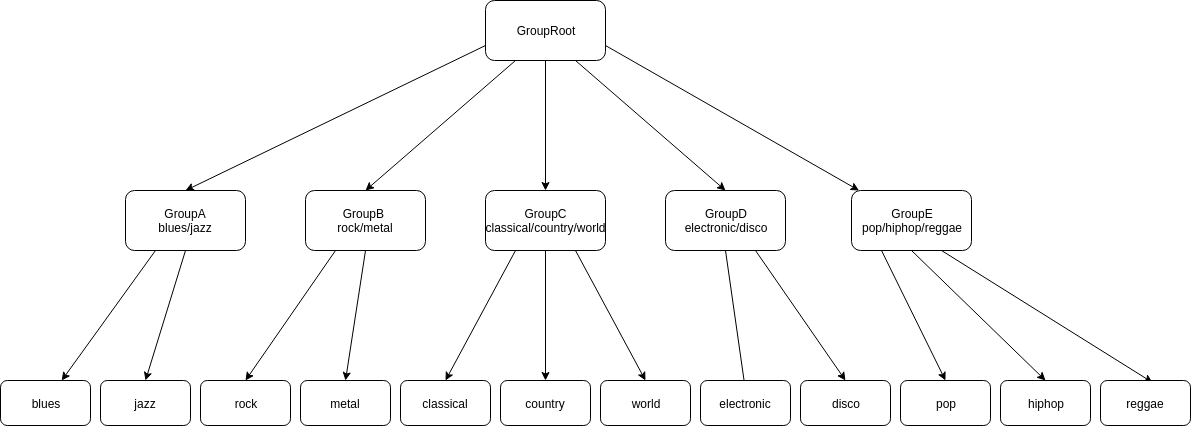 GroupRoot
GroupA
blues/jazz
GroupB
rock/metal
GroupC
classical/country/world
GroupD
electronic/disco
GroupE
pop/hiphop/reggae
blues
jazz
rock
metal
classical
country
world
electronic
disco
pop
hiphop
reggae